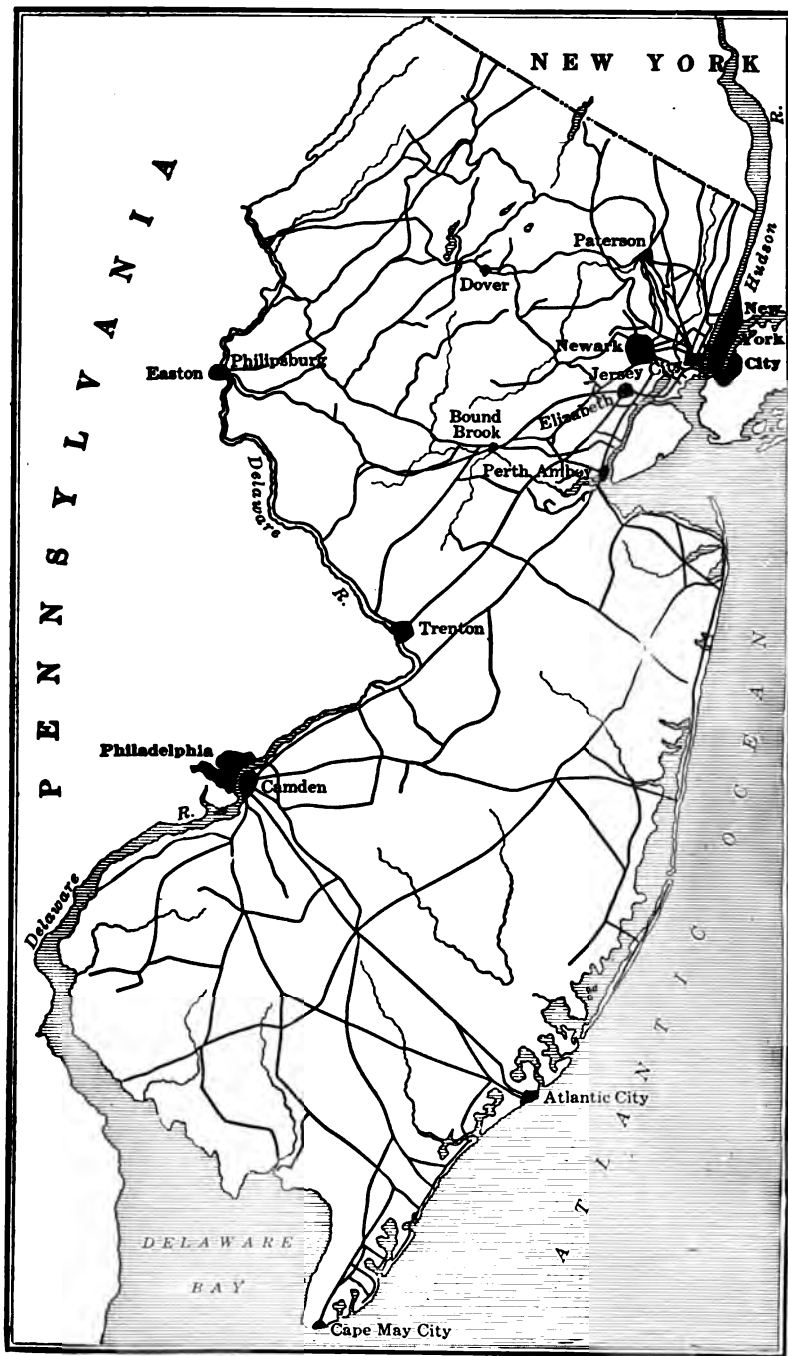 NEW YORK
R.
Hudson
PENNSYLVANIA
Paterson
Dover
New
York
City
Newark
Jersey City
Easton
Philipsburg
Elizabeth
Bound
Brook
Perth Amboy
Delaware
R.
Trenton
Philadelphia
Camden
R.
Delaware
ATLANTIC OCEAN
Atlantic City
DELAWARE
BAY
Cape May City